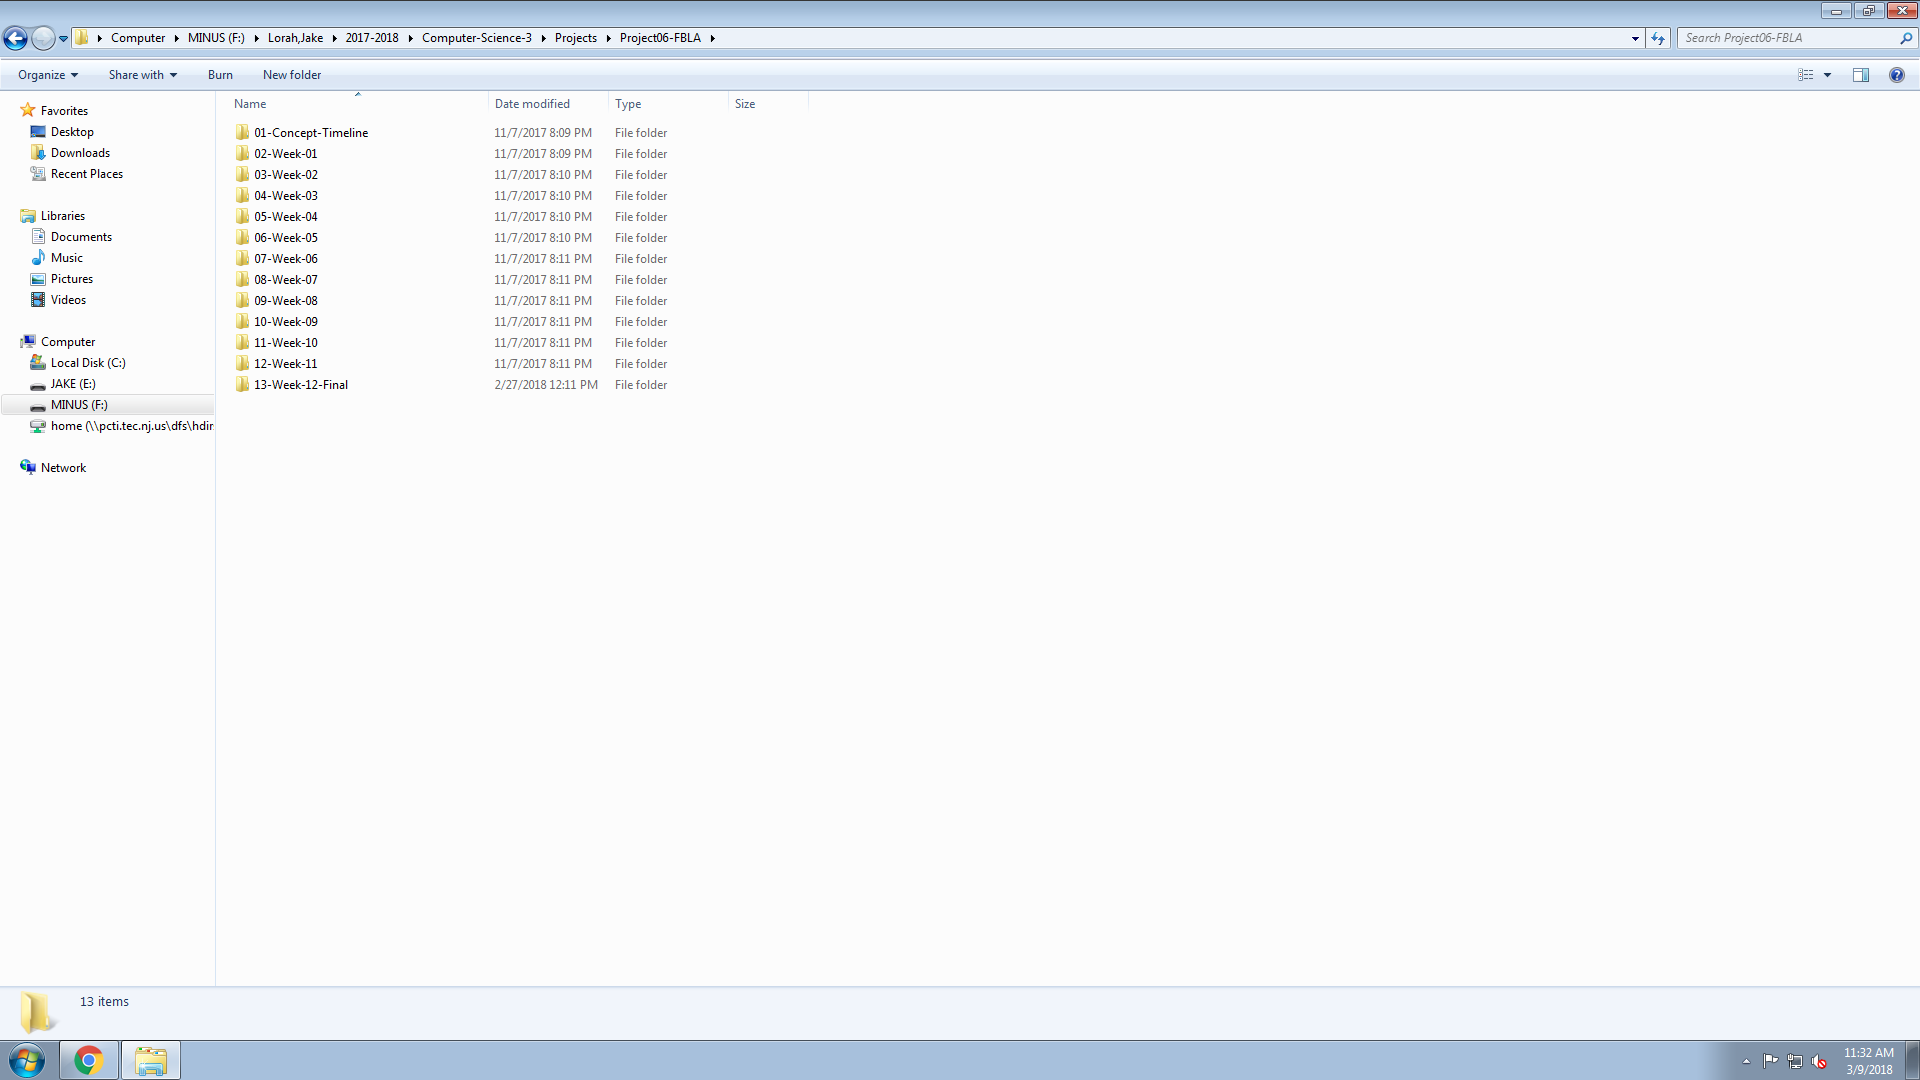 Computer MINUS (F:) Lorah,Jake 2017-2018 Computer-Science-3 Projects Project06-FBLA
Search Project06-FBLA
Organize Share with Burn New folder
Favorites
Desktop
Downloads
Recent Places
Libraries
Documents
Music
Pictures
Videos
Computer
Local Disk (C:)
JAKE (E:)
MINUS (F:)
home (\\pcti.tec.nj.us\dfs\hdir
Network
Name Date modified Type Size
01-Concept-Timeline 11/7/2017 8:09 PM File folder
02-Week-01 11/7/2017 8:09 PM File folder
03-Week-02 11/7/2017 8:10 PM File folder
04-Week-03 11/7/2017 8:10 PM File folder
05-Week-04 11/7/2017 8:10 PM File folder
06-Week-05 11/7/2017 8:10 PM File folder
07-Week-06 11/7/2017 8:11 PM File folder
08-Week-07 11/7/2017 8:11 PM File folder
09-Week-08 11/7/2017 8:11 PM File folder
10-Week-09 11/7/2017 8:11 PM File folder
11-Week-10 11/7/2017 8:11 PM File folder
12-Week-11 11/7/2017 8:11 PM File folder
13-Week-12-Final 2/27/2018 12:11 PM File folder
13 items
11:32 AM
3/9/2018